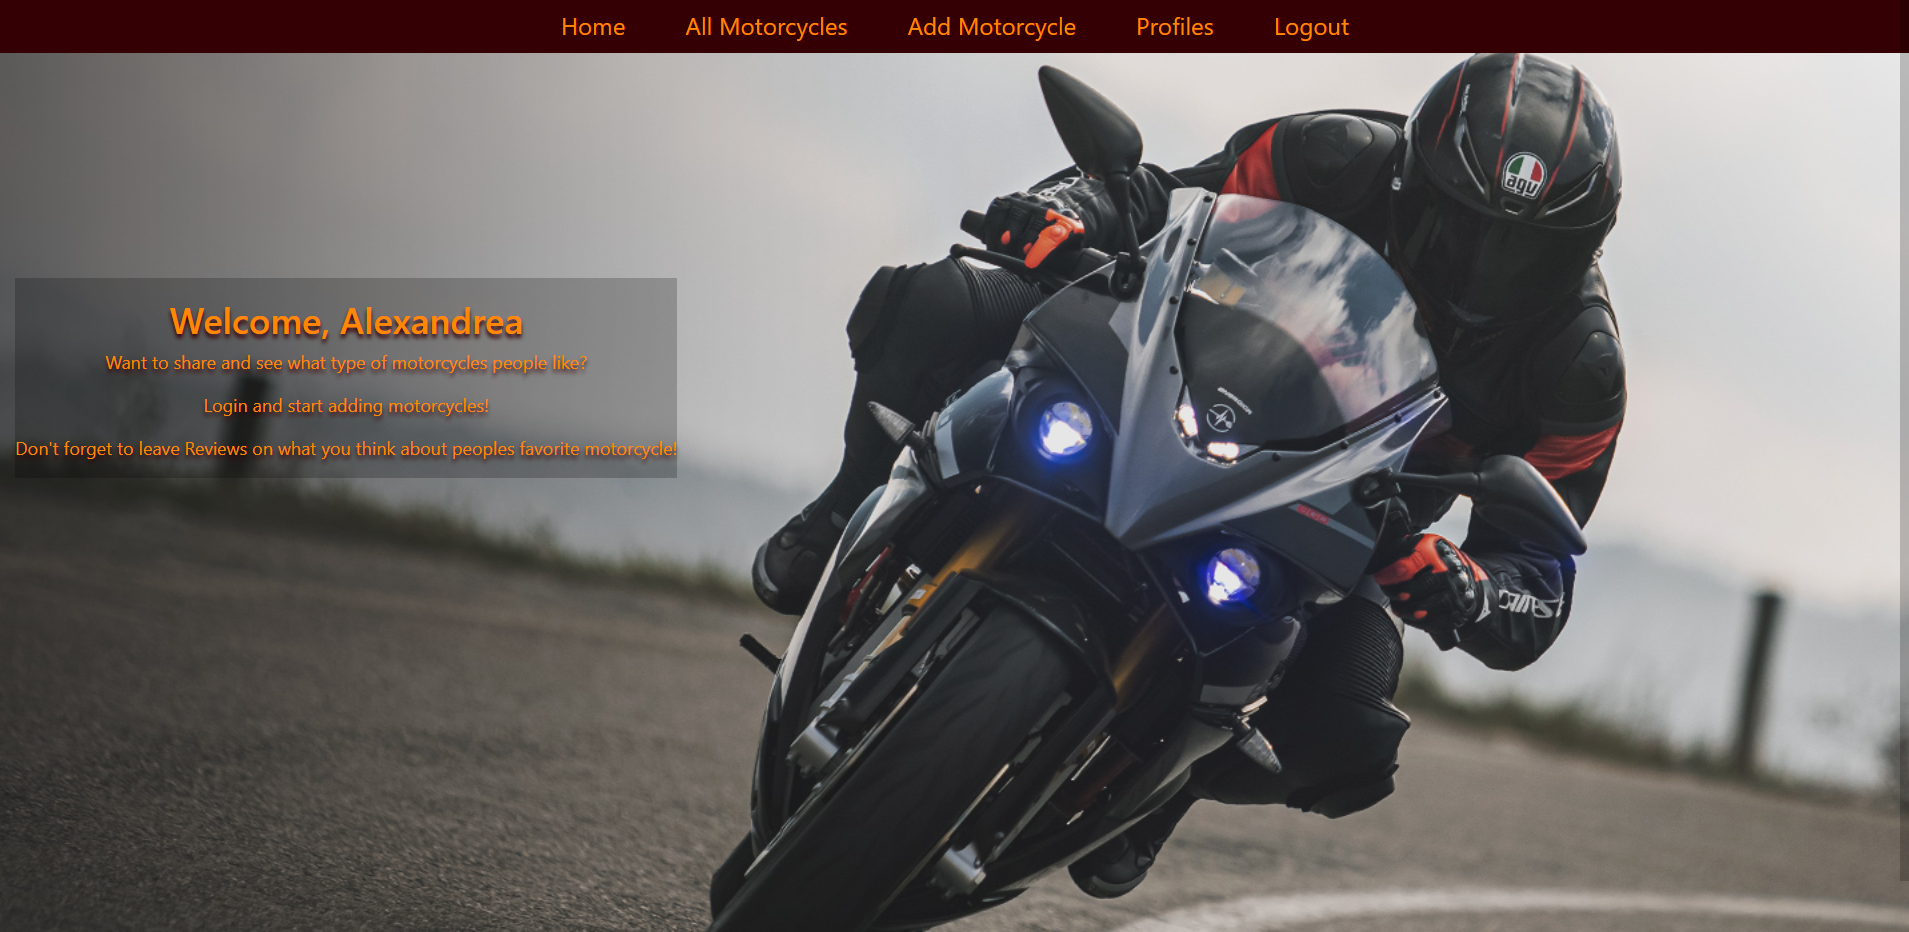 Home All Motorcycles Add Motorcycle Profiles Logout
agv
Welcome, Alexandrea
Want to share and see what type of motorcycles people like?
Login and start adding motorcycles!
Don't forget to leave Reviews on what you think about peoples favorite motorcycle!